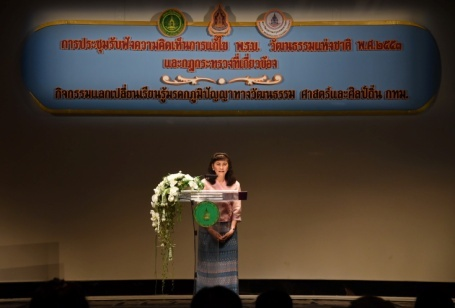 การประชุมรับฟังความคิดเห็นการแก้ไข พ.ร.บ. วัฒนธรรมแห่งชาติ พ.ศ.๒๕๕๓
และกฎกระทรวงที่เกี่ยวข้อง
กิจกรรมแลกเปลี่ยนเรียนรู้มรดกภูมิปัญญาทางวัฒนธรรม ศาสตร์และศิลป์ถิ่น กทม.